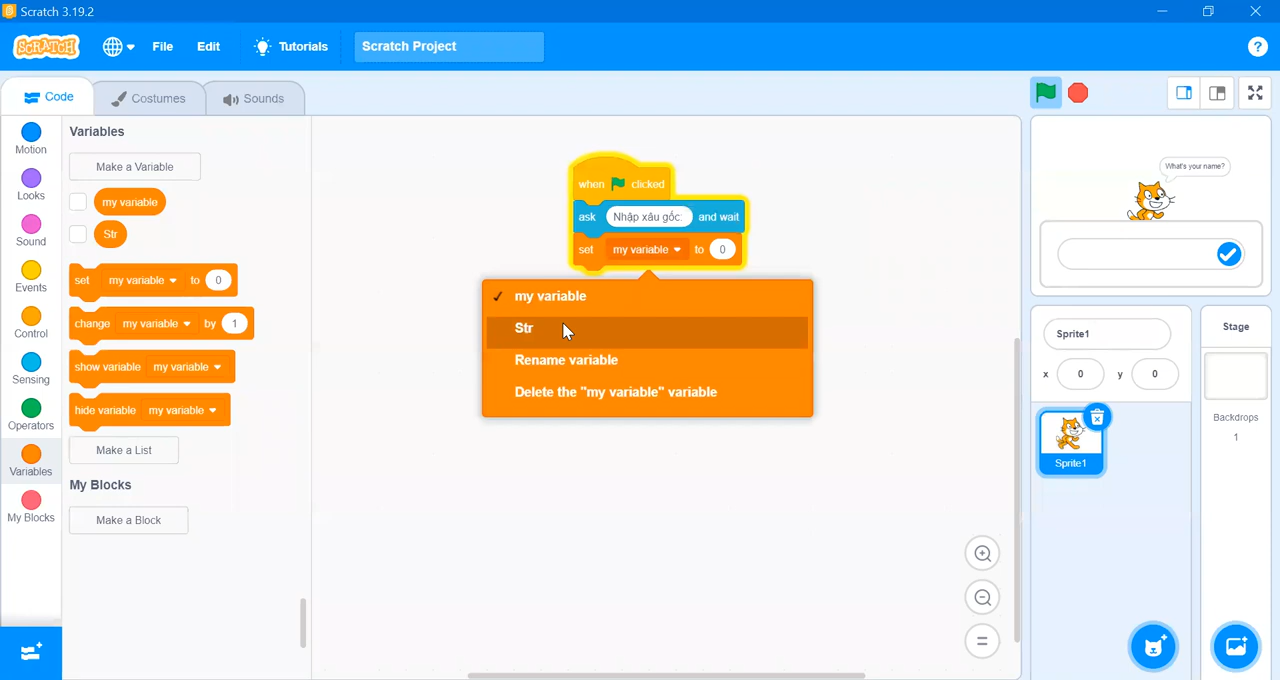 Scratch 3.19.2
SCRATCH File Edit Tutorials Scratch Project ?
Code Costumes Sounds
Motion
Looks
Sound
Events
Control
Sensing
Operators
Variables
My Blocks
Variables
Make a Variable
my variable
Str
set my variable to 0
change my variable by 1
show variable my variable
hide variable my variable
Make a List
My Blocks
Make a Block
when clicked
ask Nhập xâu gốc: and wait
set my variable to 0
✓ my variable
Str
Rename variable
Delete the "my variable" variable
What's your name?
Sprite1
x 0 y 0
Sprite1
Stage
Backdrops
1